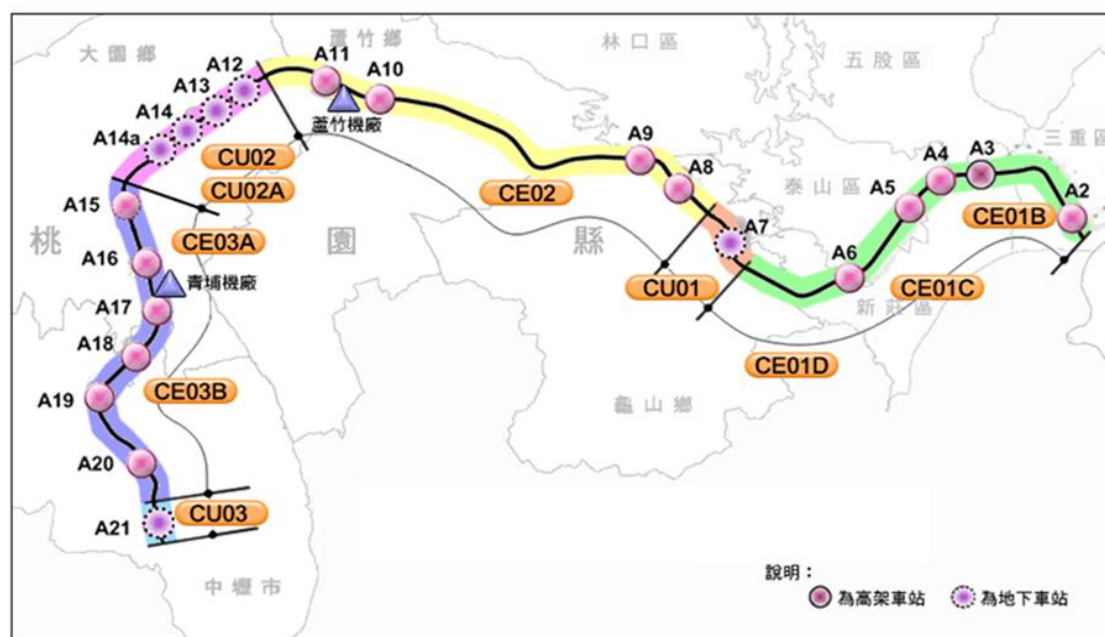 大園鄉
蘆竹鄉
林口區
五股區
三重區
泰山區
新莊區
桃園縣
龜山鄉
中壢市
A2
A3
A4
A5
A6
A7
A8
A9
A10
A11
A12
A13
A14
A14a
A15
A16
A17
A18
A19
A20
A21
蘆竹機廠
青埔機廠
CU02
CU02A
CE03A
CE02
CU01
CE01B
CE01C
CE01D
CE03B
CU03
說明：
為高架車站
為地下車站